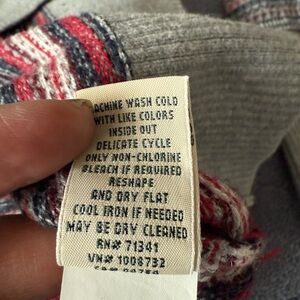 ACHINE WASH COLD
WITH LIKE COLORS
INSIDE OUT
DELICATE CYCLE
ONLY NON-CHLORINE
BLEACH IF REQUIRED
RESHAPE
AND DRY FLAT
COOL IRON IF NEEDED
MAY BE DRY CLEANED
RN# 71341
VN# 1008732